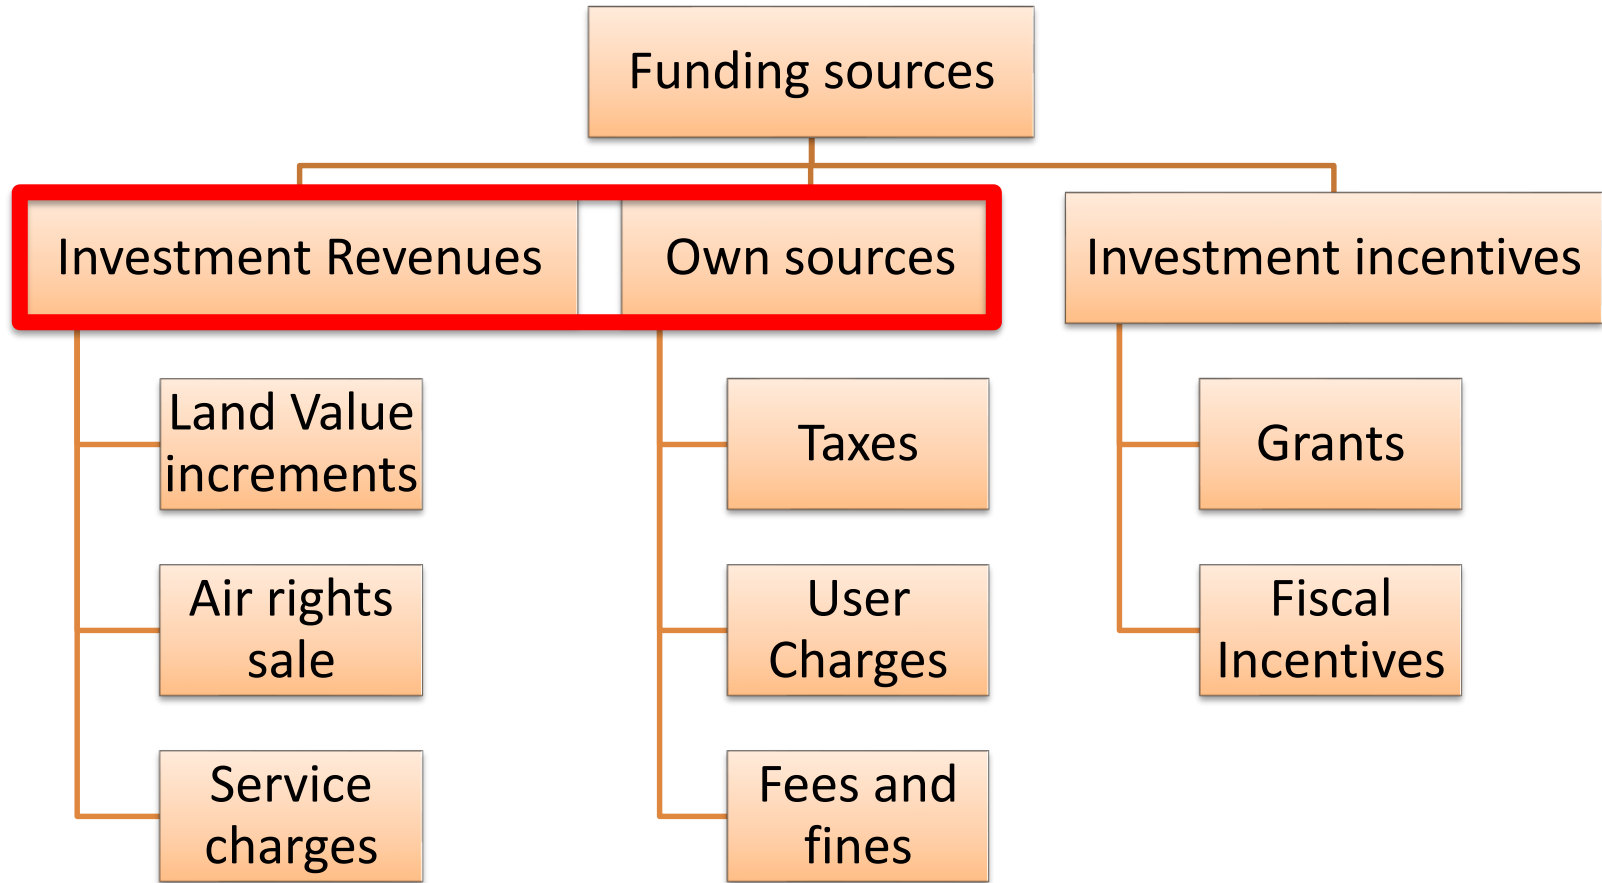 Funding sources
Investment Revenues
Own sources
Investment incentives
Land Value
increments
Taxes
Grants
Air rights
sale
User
Charges
Fiscal
Incentives
Service
charges
Fees and
fines